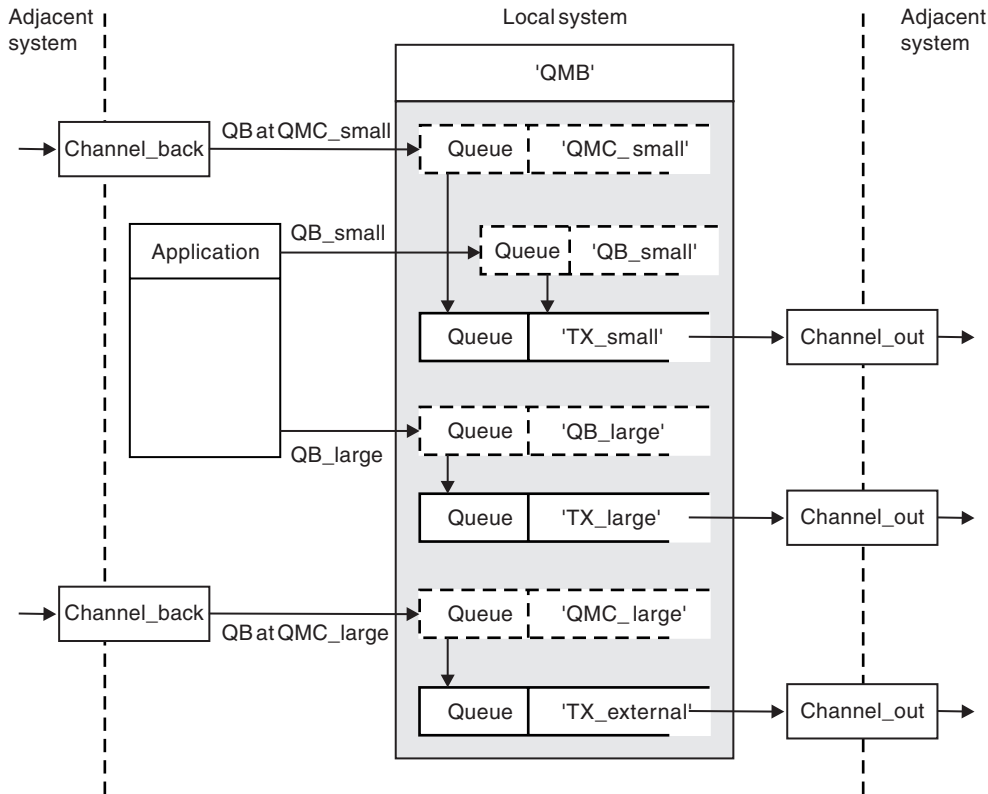 Adjacent
system
Local system
Adjacent
system
'QMB'
Channel_back
QB at QMC_small
Queue
'QMC_small'
Application
QB_small
Queue
'QB_small'
Queue
'TX_small'
Channel_out
QB_large
Queue
'QB_large'
Queue
'TX_large'
Channel_out
Channel_back
QB at QMC_large
Queue
'QMC_large'
Queue
'TX_external'
Channel_out